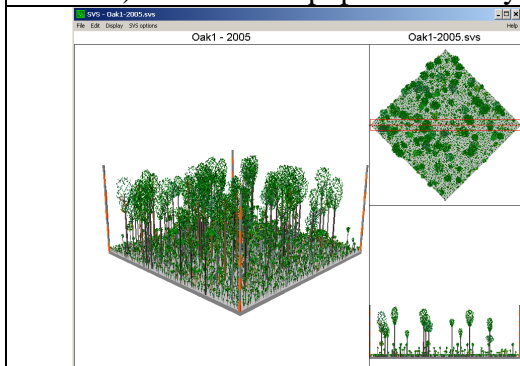 SVS - Oak1-2005.svs
File Edit Display SVS options Help
Oak1 - 2005
Oak1-2005.svs